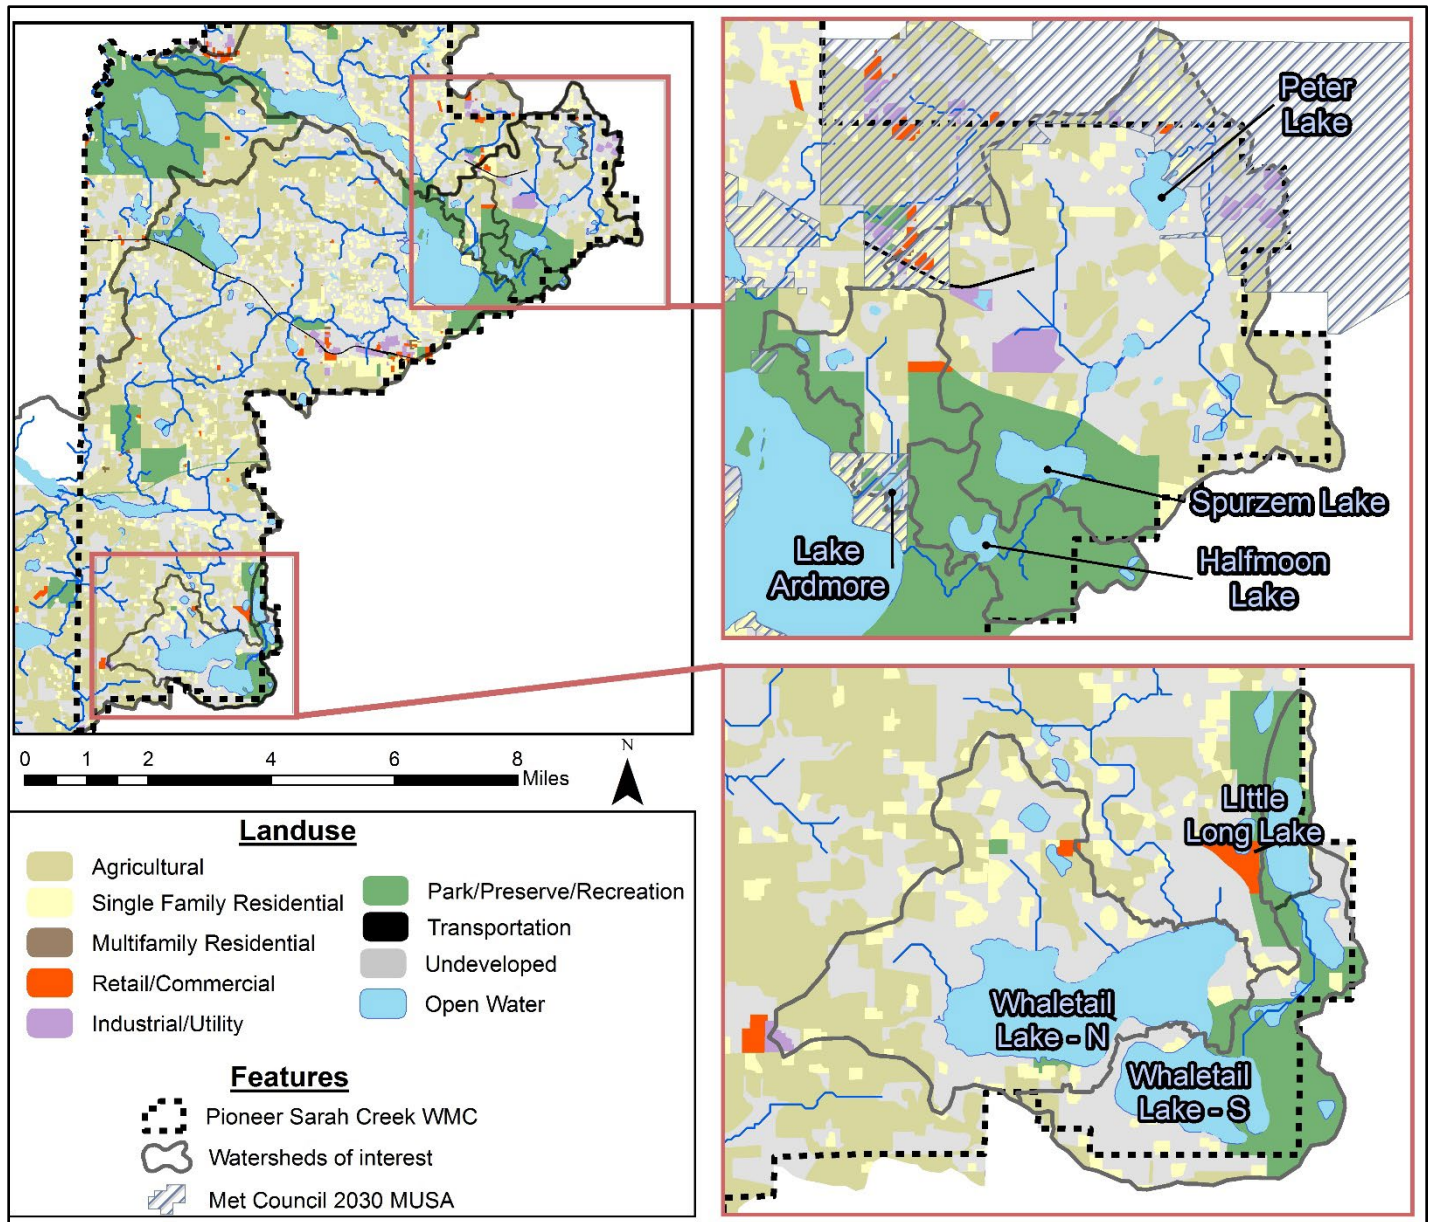 Peter
Lake
Spurzem Lake
Lake
Ardmore
Halfmoon
Lake
0 1 2 4 6 8
Miles
N
LIttle
Long Lake
Whaletail
Lake - N
Whaletail
Lake - S
Landuse
Agricultural
Single Family Residential
Multifamily Residential
Retail/Commercial
Industrial/Utility
Park/Preserve/Recreation
Transportation
Undeveloped
Open Water
Features
Pioneer Sarah Creek WMC
Watersheds of interest
Met Council 2030 MUSA